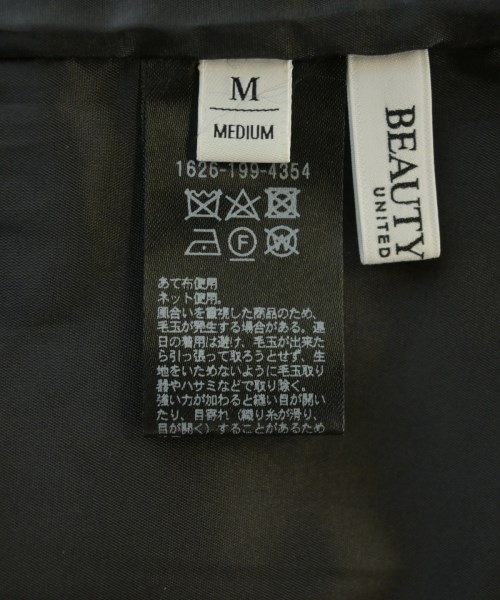 M
MEDIUM
BEAUTY
UNITED
1626-199-4354
あて布使用
ネット使用。
風合いを重視した商品のため、
毛玉が発生する場合がある。連
日の着用は避け、毛玉が出来た
ら引っ張って取ろうとせず、生
地をいためないように毛玉取り
器やハサミなどで取り除く。
強い力が加わると縫い目が開い
たり、目寄れ（織り糸が滑り、
目が開く）することがあるため